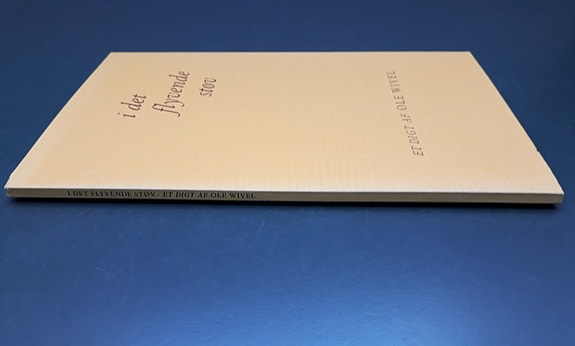 i det
flyvende
støv
ET DIGT AF OLE WIVEL
I DET FLYVENDE STØV · ET DIGT AF OLE WIVEL